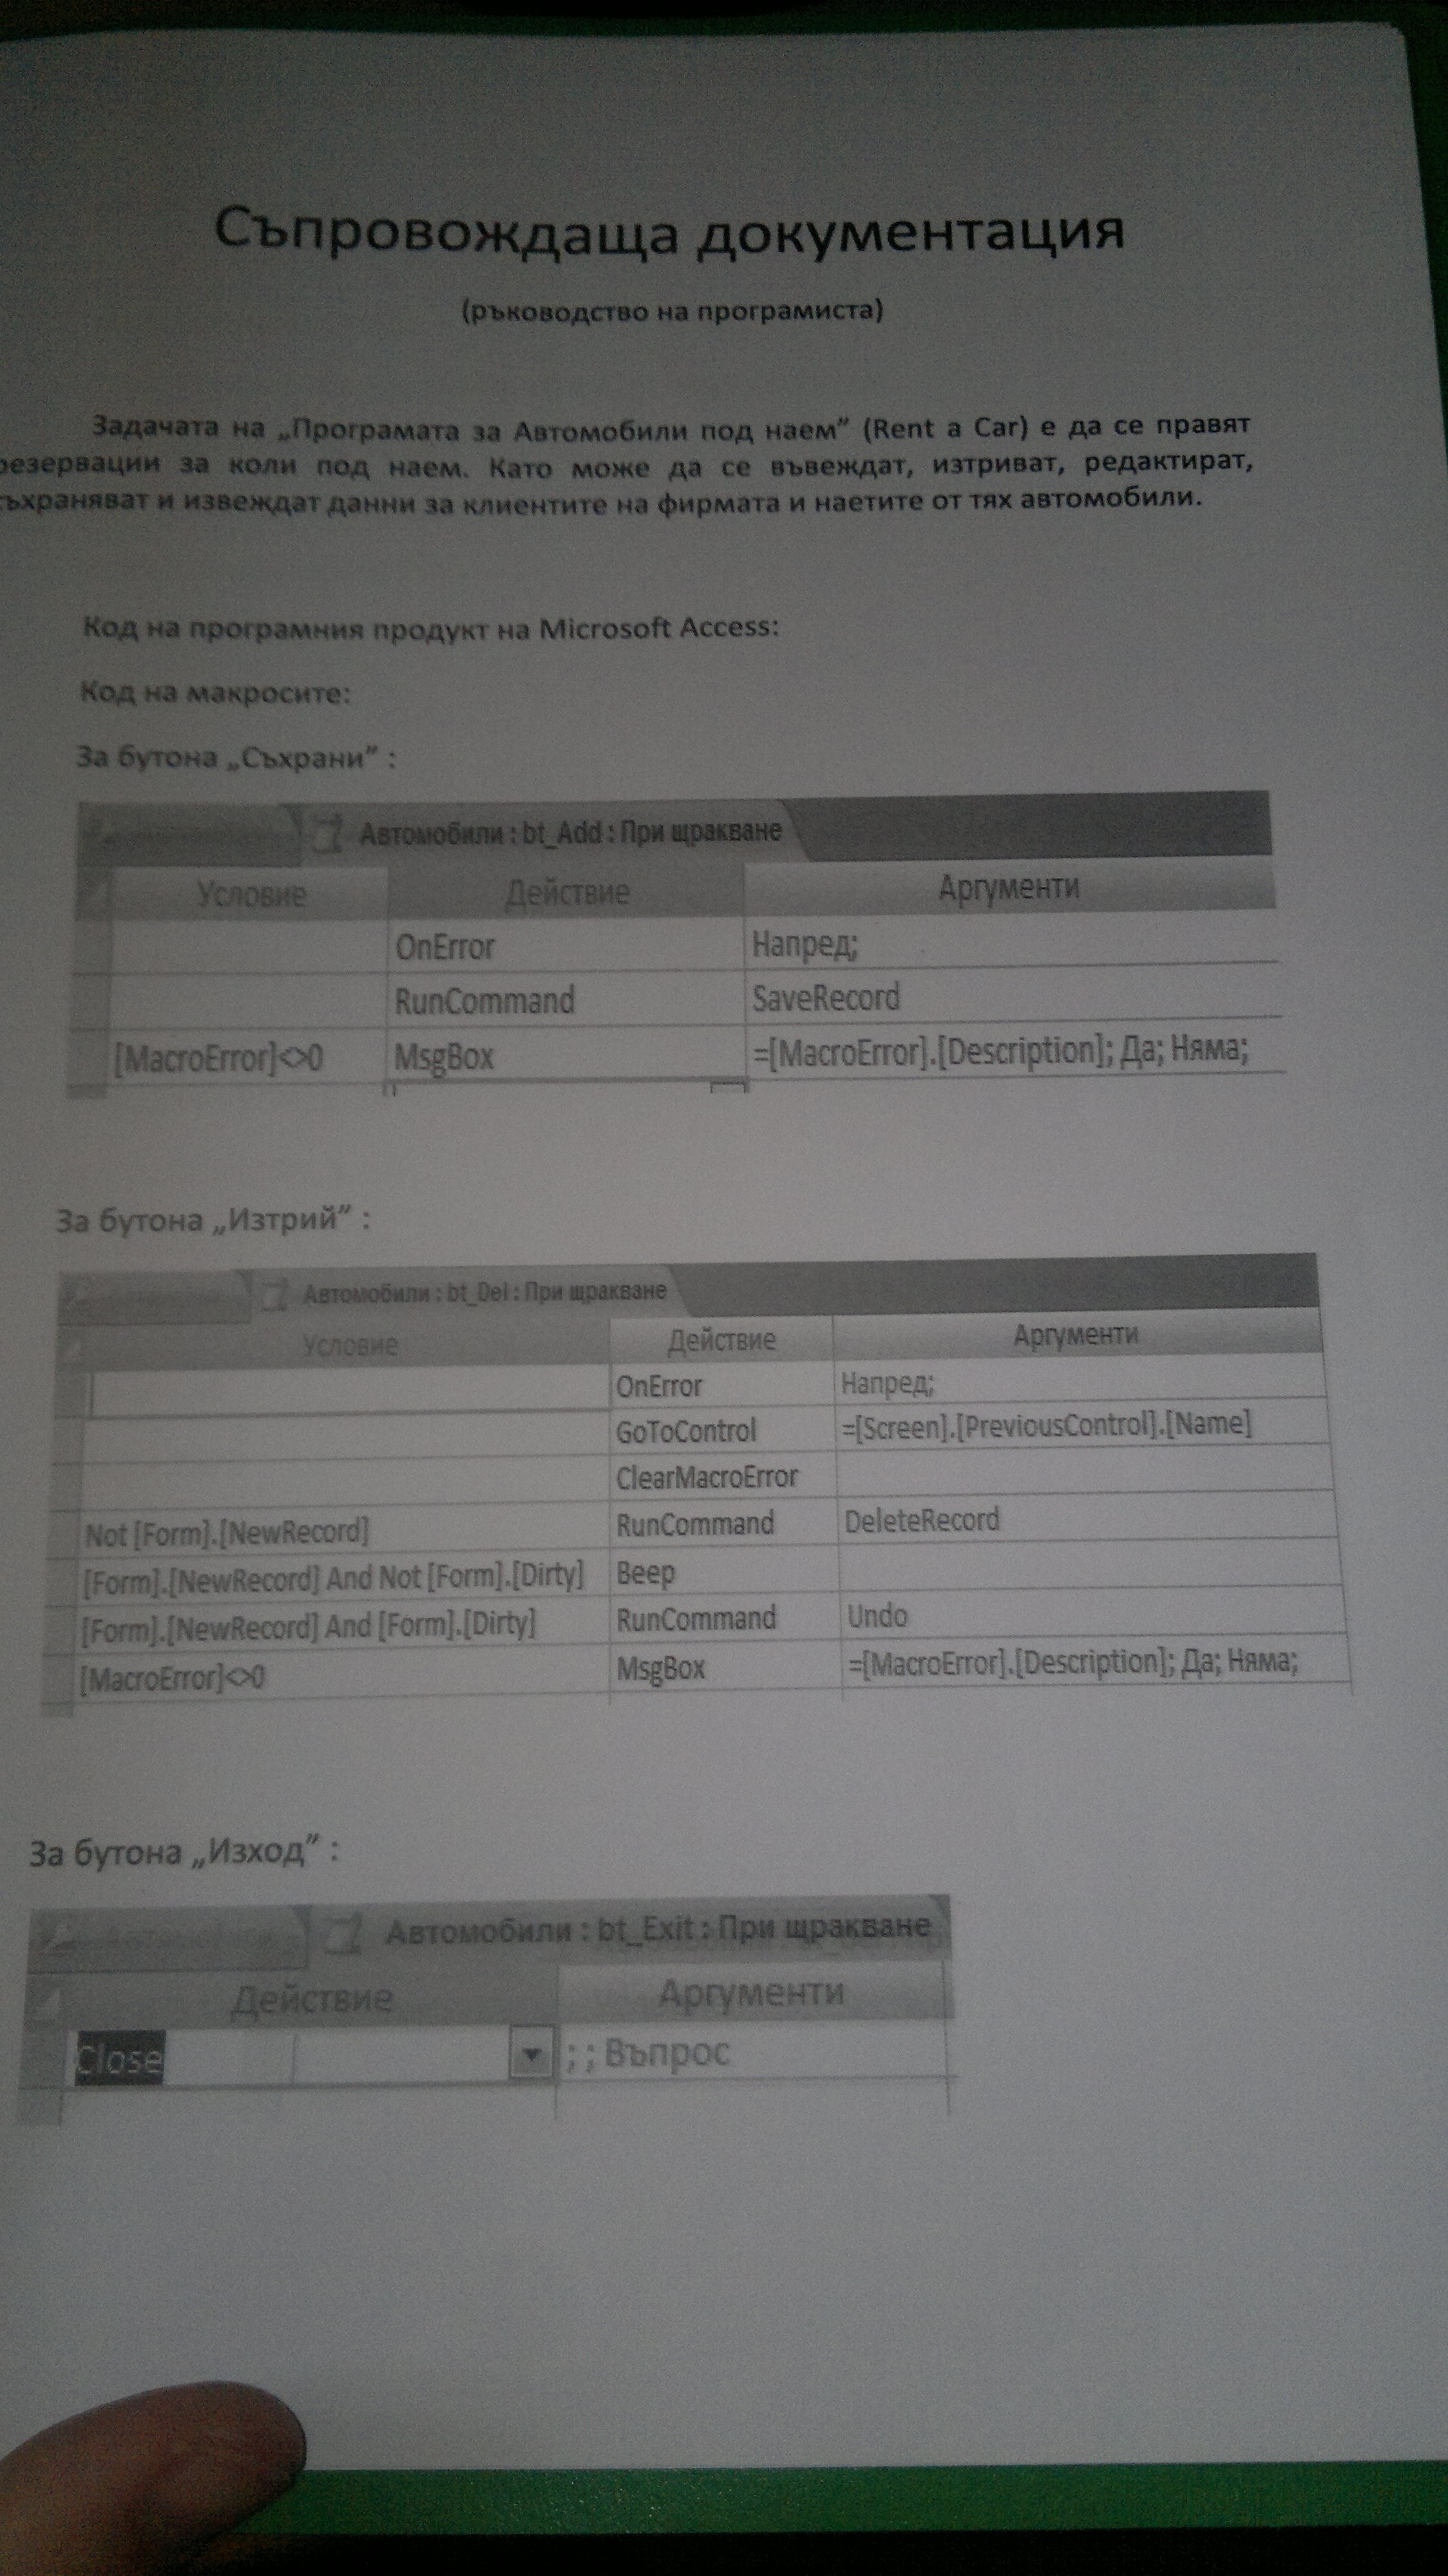 Съпровождаща документация
(ръководство на програмиста)
Задачата на „Програмата за Автомобили под наем” (Rent a Car) е да се правят
резервации за коли под наем. Като може да се въвеждат, изтриват, редактират,
съхраняват и извеждат данни за клиентите на фирмата и наетите от тях автомобили.
Код на програмния продукт на Microsoft Access:
Код на макросите:
За бутона „Съхрани” :
Автомобили : bt_Add : При щракване
Условие Действие Аргументи
OnError Напред;
RunCommand SaveRecord
[MacroError]<>0 MsgBox =[MacroError].[Description]; Да; Няма;
За бутона „Изтрий” :
Автомобили : bt_Del : При щракване
Условие Действие Аргументи
OnError Напред;
GoToControl =[Screen].[PreviousControl].[Name]
ClearMacroError
Not [Form].[NewRecord] RunCommand DeleteRecord
[Form].[NewRecord] And Not [Form].[Dirty] Beep
[Form].[NewRecord] And [Form].[Dirty] RunCommand Undo
[MacroError]<>0 MsgBox =[MacroError].[Description]; Да; Няма;
За бутона „Изход” :
Автомобили : bt_Exit : При щракване
Действие Аргументи
Close ; ; Въпрос